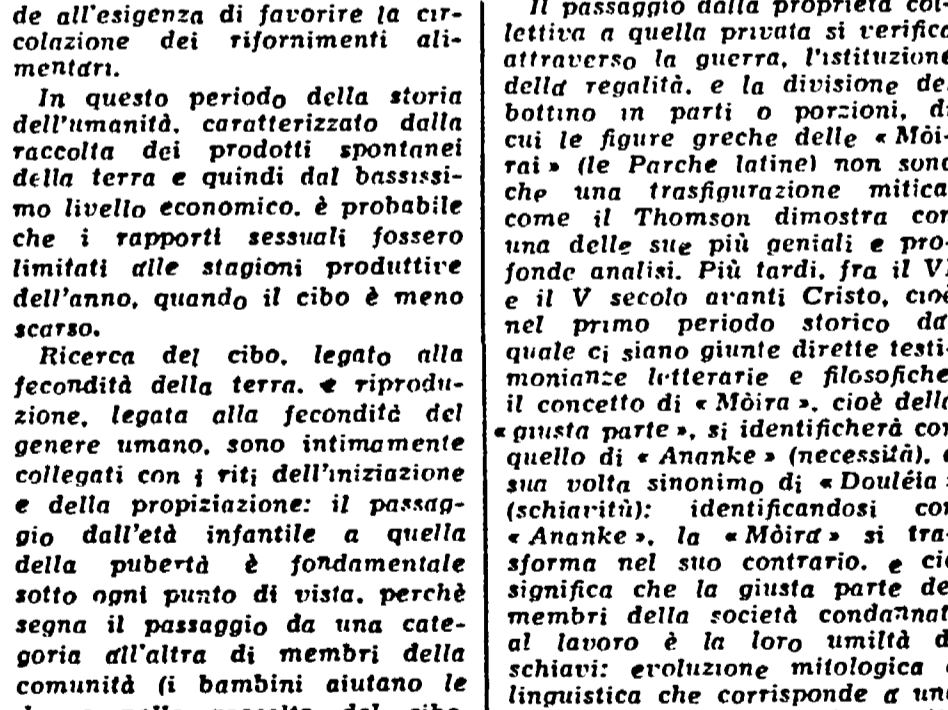 de all'esigenza di favorire la cir-
colazione dei rifornimenti ali-
mentari.
In questo periodo della storia
dell'umanità, caratterizzato dalla
raccolta dei prodotti spontanei
della terra e quindi dal bassissi-
mo livello economico, è probabile
che i rapporti sessuali fossero
limitati alle stagioni produttive
dell'anno, quando il cibo è meno
scarso.
Ricerca del cibo, legato alla
fecondità della terra, e riprodu-
zione, legata alla fecondità del
genere umano, sono intimamente
collegati con i riti dell'iniziazione
e della propiziazione: il passag-
gio dall'età infantile a quella
della pubertà è fondamentale
sotto ogni punto di vista, perchè
segna il passaggio da una cate-
goria all'altra di membri della
comunità (i bambini aiutano le
del cibo,
Il passaggio dalla proprietà col-
lettiva a quella privata si verific
attraverso la guerra, l'istituzione
della regalità, e la divisione de
bottino in parti o porzioni, d
cui le figure greche delle « Mòi-
rai » (le Parche latine) non sono
che una trasfigurazione mitica
come il Thomson dimostra con
una delle sue più geniali e pro-
fonde analisi. Più tardi, fra il VI
e il V secolo avanti Cristo, cioè
nel primo periodo storico da
quale ci siano giunte dirette testi-
monianze letterarie e filosofiche
il concetto di « Mòira », cioè della
« giusta parte », si identificherà con
quello di « Ananke » (necessità), a
sua volta sinonimo di « Douléia »
(schiavitù): identificandosi con
« Ananke », la « Mòira » si tra-
sforma nel suo contrario, e ciò
significa che la giusta parte de
membri della società condannat
al lavoro è la loro umiltà d
schiavi: evoluzione mitologica e
linguistica che corrisponde a una